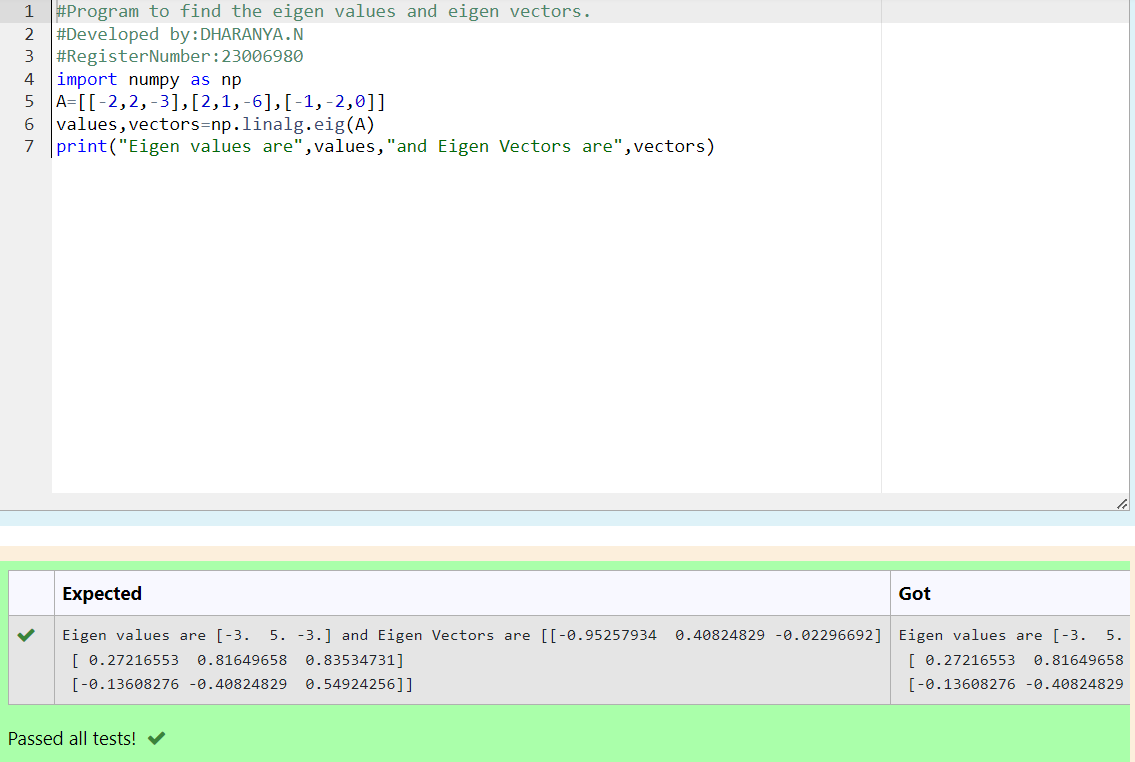 1 #Program to find the eigen values and eigen vectors.
2 #Developed by:DHARANYA.N
3 #RegisterNumber:23006980
4 import numpy as np
5 A=[[-2,2,-3],[2,1,-6],[-1,-2,0]]
6 values,vectors=np.linalg.eig(A)
7 print("Eigen values are",values,"and Eigen Vectors are",vectors)
Expected Got
Eigen values are [-3.  5. -3.] and Eigen Vectors are [[-0.95257934  0.40824829 -0.02296692] Eigen values are [-3.  5.
[ 0.27216553  0.81649658  0.83534731] [ 0.27216553  0.81649658
[-0.13608276 -0.40824829  0.54924256]] [-0.13608276 -0.40824829
Passed all tests!